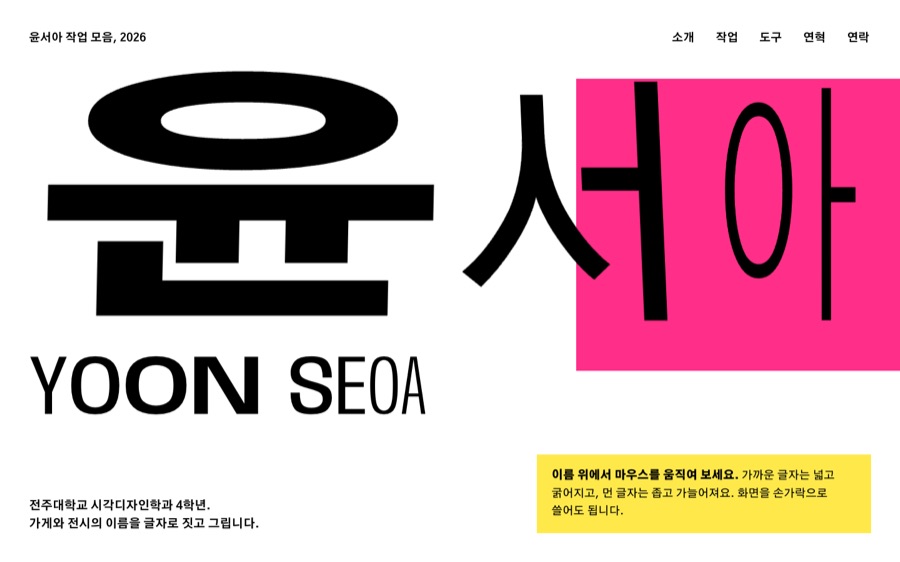 윤서아 작업 모음, 2026
소개 작업 도구 연혁 연락
윤서아
YOON SEOA
전주대학교 시각디자인학과 4학년.
가게와 전시의 이름을 글자로 짓고 그립니다.
이름 위에서 마우스를 움직여 보세요. 가까운 글자는 넓고
굵어지고, 먼 글자는 좁고 가늘어져요. 화면을 손가락으로
쓸어도 됩니다.